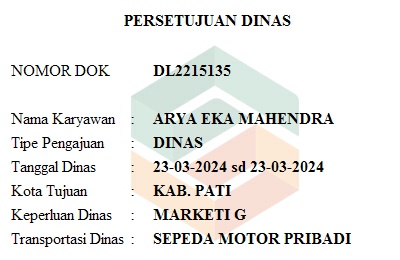 PERSETUJUAN DINAS
NOMOR DOK DL2215135
Nama Karyawan : ARYA EKA MAHENDRA
Tipe Pengajuan : DINAS
Tanggal Dinas : 23-03-2024 sd 23-03-2024
Kota Tujuan : KAB. PATI
Keperluan Dinas : MARKETI G
Transportasi Dinas : SEPEDA MOTOR PRIBADI